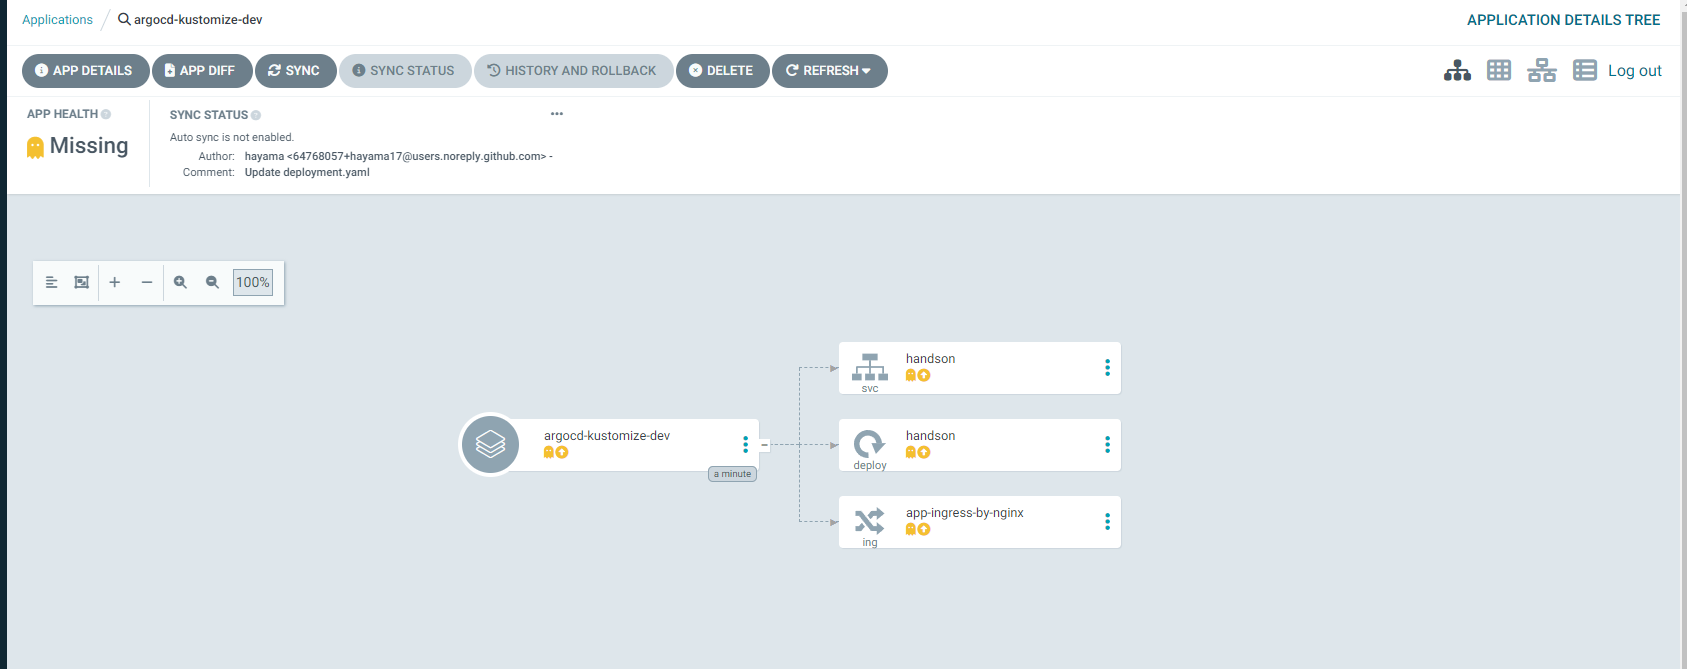 Applications / argocd-kustomize-dev
APPLICATION DETAILS TREE
APP DETAILS
APP DIFF
SYNC
SYNC STATUS
HISTORY AND ROLLBACK
DELETE
REFRESH
Log out
APP HEALTH
Missing
SYNC STATUS
Auto sync is not enabled.
Author: hayama <64768057+hayama17@users.noreply.github.com> -
Comment: Update deployment.yaml
100%
argocd-kustomize-dev
a minute
svc
handson
deploy
handson
ing
app-ingress-by-nginx